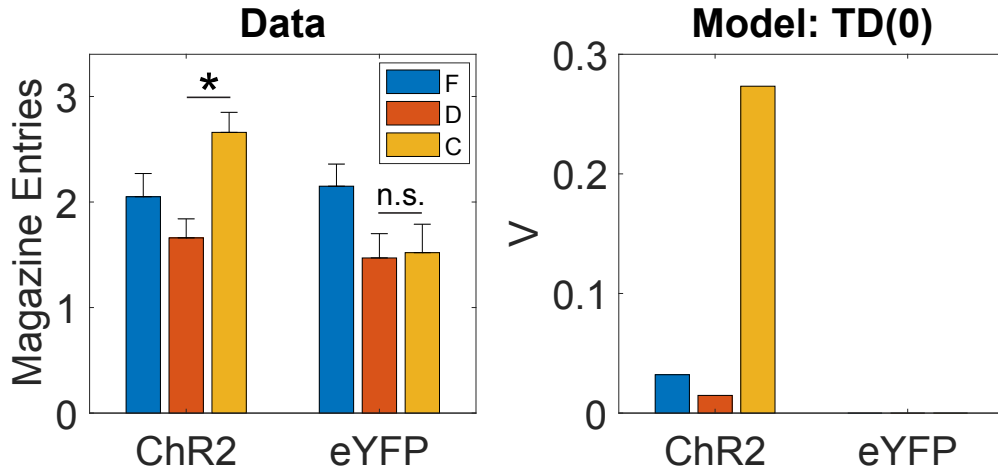 Data
Magazine Entries
3
2
1
0
*
n.s.
F
D
C
ChR2
eYFP
Model: TD(0)
V
0.3
0.2
0.1
0
ChR2
eYFP